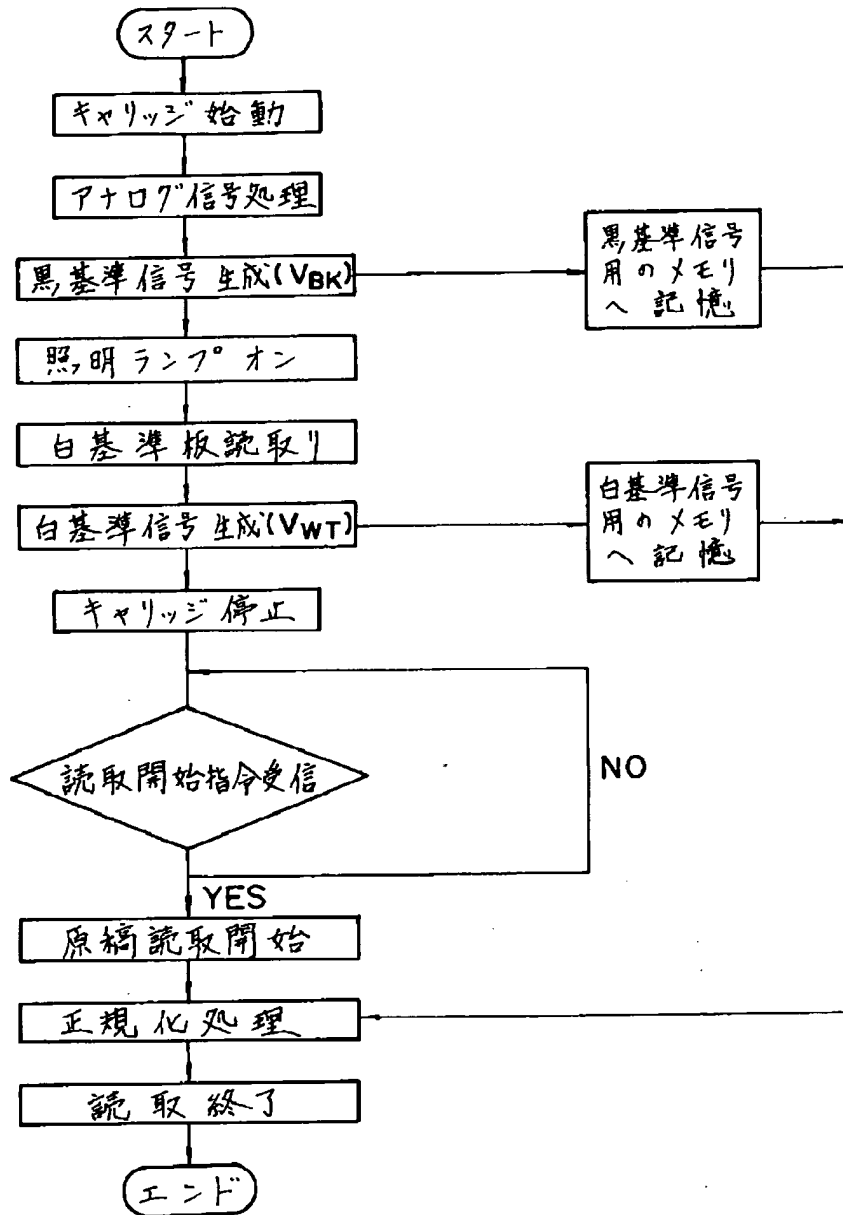 スタート
キャリッジ始動
アナログ信号処理
黒基準信号生成(VBK)
黒基準信号
用のメモリ
へ記憶
照明ランプオン
白基準板読取り
白基準信号生成(VWT)
白基準信号
用のメモリ
へ記憶
キャリッジ停止
読取開始指令受信
NO
YES
原稿読取開始
正規化処理
読取終了
エンド